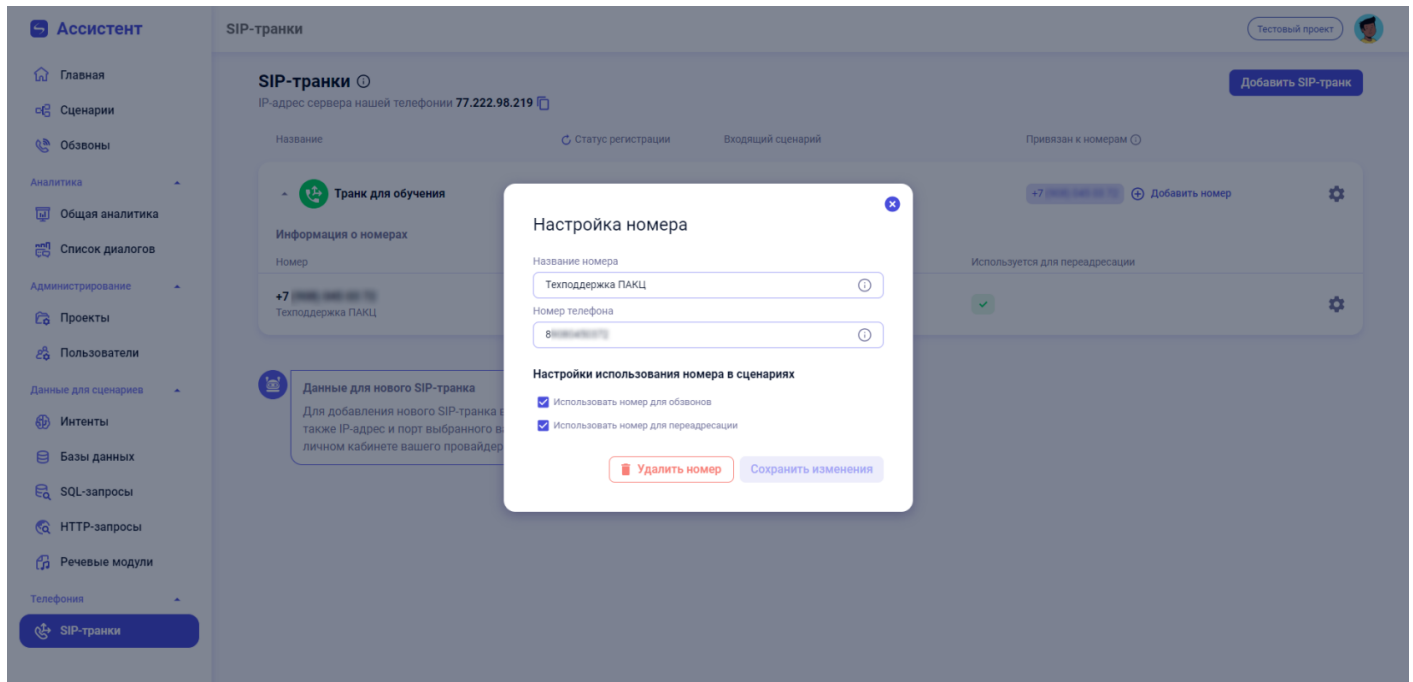 Ассистент
SIP-транки
Тестовый проект
Главная
Сценарии
Обзвоны
Аналитика
Общая аналитика
Список диалогов
Администрирование
Проекты
Пользователи
Данные для сценариев
Интенты
Базы данных
SQL-запросы
HTTP-запросы
Речевые модули
Телефония
SIP-транки
SIP-транки
Добавить SIP-транк
IP-адрес сервера нашей телефонии 77.222.98.219
Название Статус регистрации Входящий сценарий Привязан к номерам
Транк для обучения
+7
Добавить номер
Информация о номерах
Номер
Используется для переадресации
+7
Техподдержка ПАКЦ
Данные для нового SIP-транка
Для добавления нового SIP-транка
также IP-адрес и порт выбранного
личном кабинете вашего
Настройка номера
Название номера
Техподдержка ПАКЦ
Номер телефона
8
Настройки использования номера в сценариях
Использовать номер для обзвонов
Использовать номер для переадресации
Удалить номер
Сохранить изменения